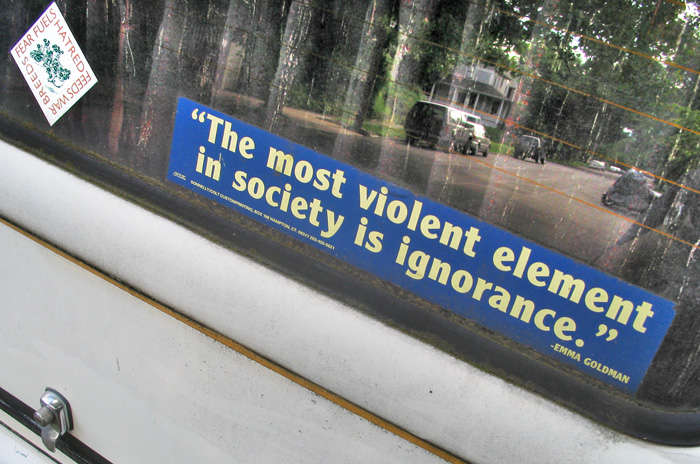 FEAR FUELS
HATRED
FEEDS WAR
BREEDS
“The most violent element
in society is ignorance.”
-EMMA GOLDMAN